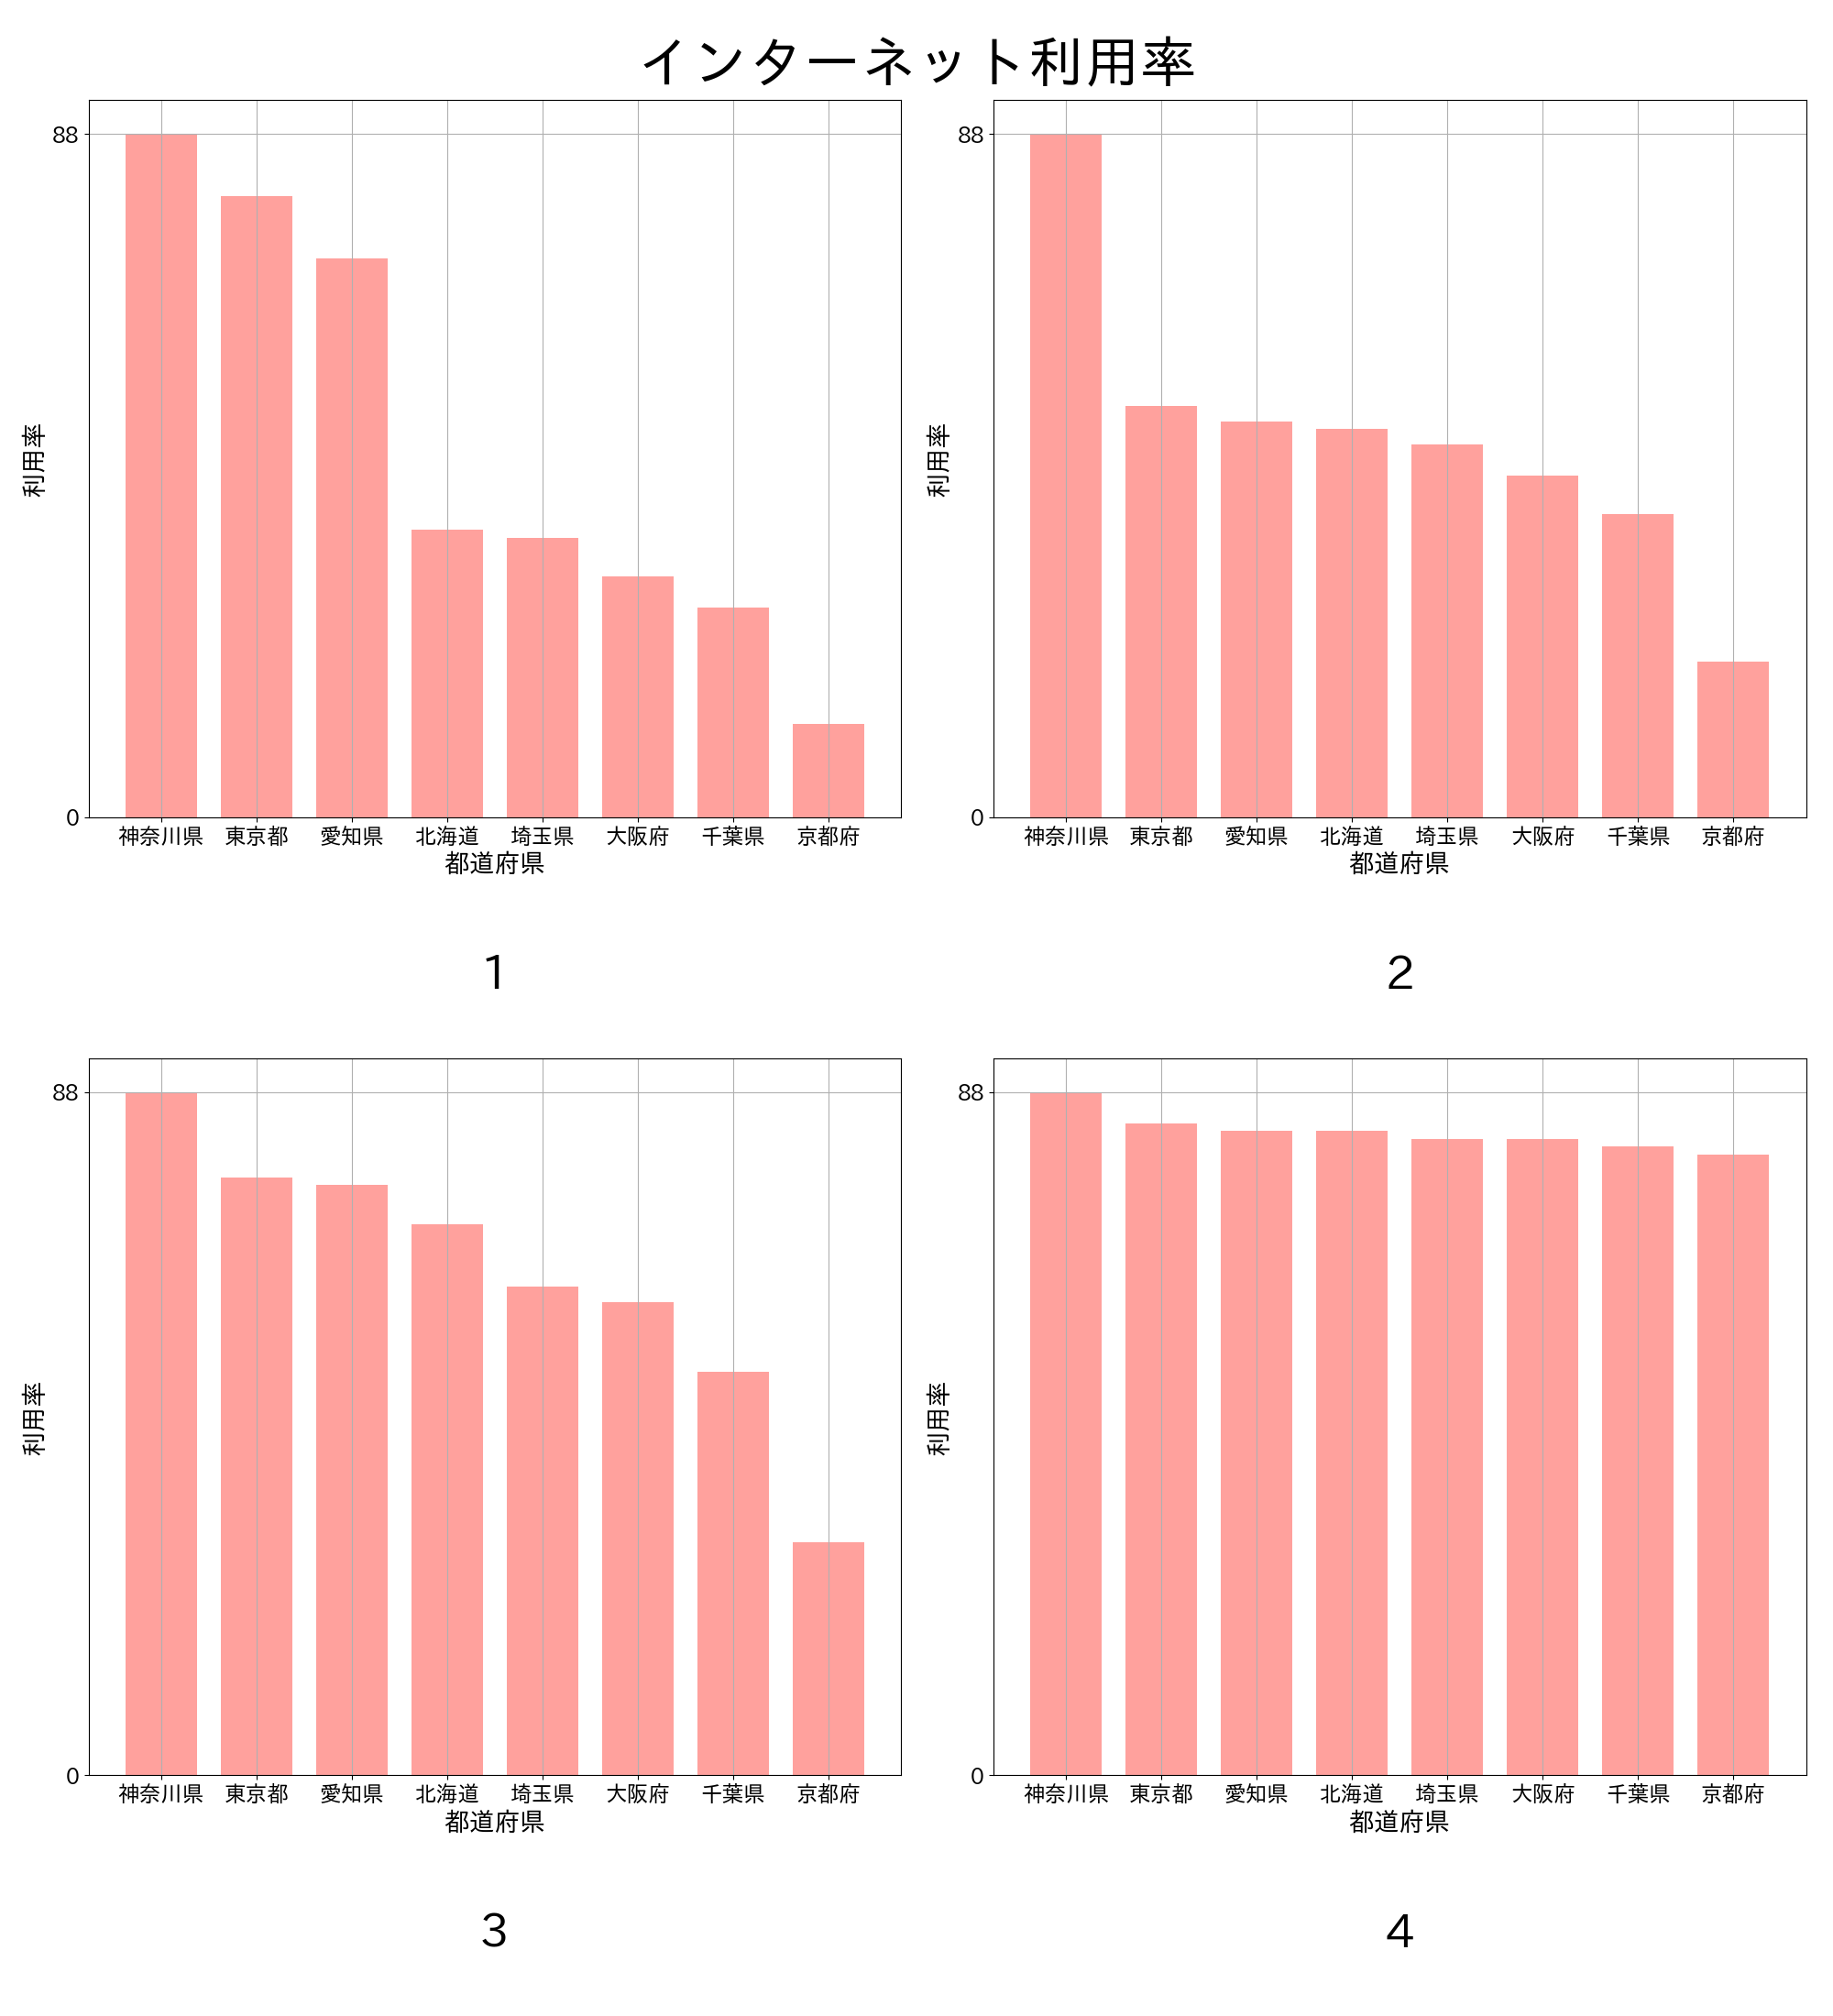 インターネット利用率
88
0
利用率
神奈川県 東京都 愛知県 北海道 埼玉県 大阪府 千葉県 京都府
都道府県
1
88
0
利用率
神奈川県 東京都 愛知県 北海道 埼玉県 大阪府 千葉県 京都府
都道府県
2
88
0
利用率
神奈川県 東京都 愛知県 北海道 埼玉県 大阪府 千葉県 京都府
都道府県
3
88
0
利用率
神奈川県 東京都 愛知県 北海道 埼玉県 大阪府 千葉県 京都府
都道府県
4